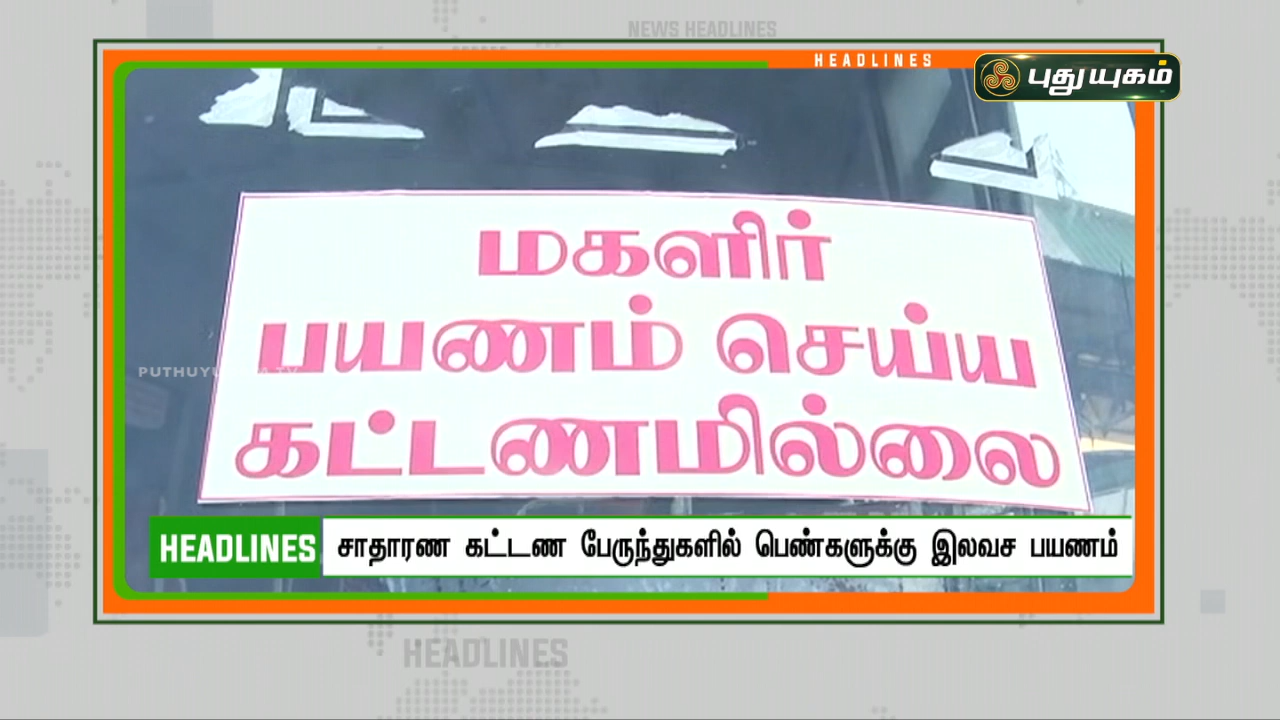 NEWS HEADLINES
HEADLINES
புதுயுகம்
மகளிர்
பயணம் செய்ய
கட்டணமில்லை
HEADLINES
சாதாரண கட்டண பேருந்துகளில் பெண்களுக்கு இலவச பயணம்
HEADLINES